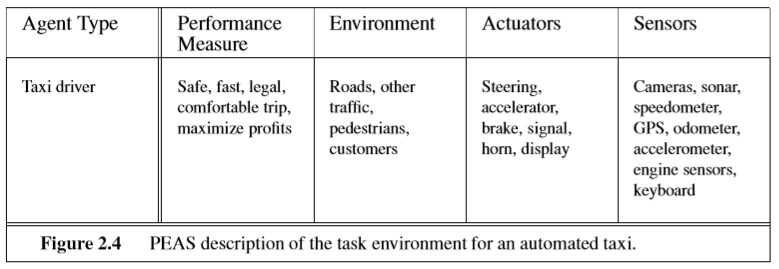 Agent Type
Performance Measure
Environment
Actuators
Sensors
Taxi driver
Safe, fast, legal,
comfortable trip,
maximize profits
Roads, other
traffic,
pedestrians,
customers
Steering,
accelerator,
brake, signal,
horn, display
Cameras, sonar,
speedometer,
GPS, odometer,
accelerometer,
engine sensors,
keyboard
Figure 2.4 PEAS description of the task environment for an automated taxi.